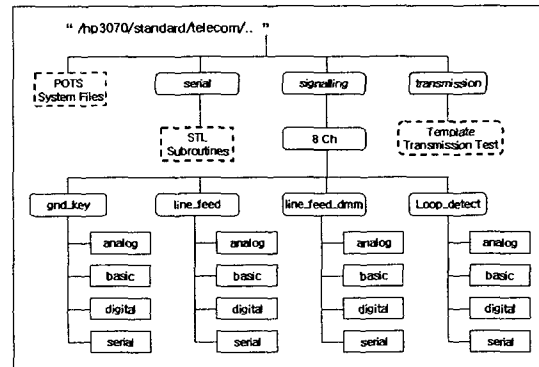 “ /hp3070/standard/telecom/.. ”
POTS
System Files
serial
signalling
transmission
STL
Subroutines
8 Ch
Template
Transmission Test
gnd_key
line_feed
line_feed_dmm
Loop_detect
analog
analog
analog
analog
basic
basic
basic
basic
digital
digital
digital
digital
serial
serial
serial
serial